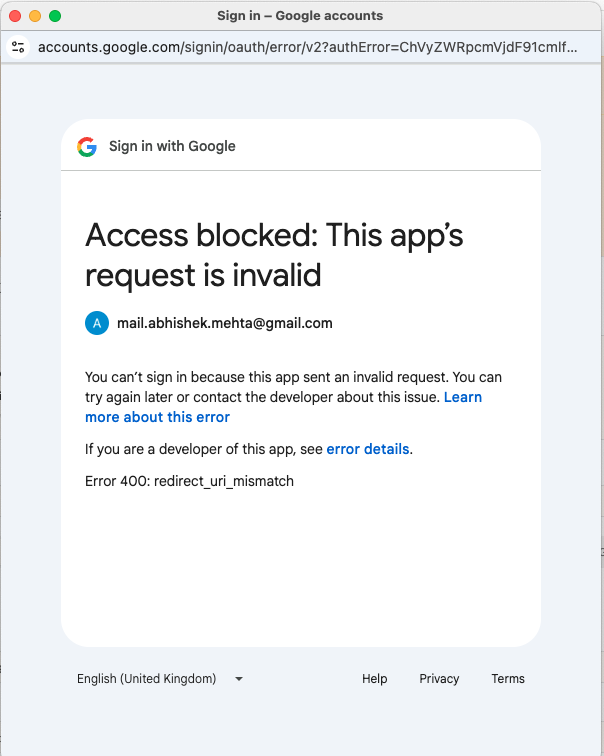 Sign in – Google accounts
accounts.google.com/signin/oauth/error/v2?authError=ChVyZWRpcmVjdF91cmlf...
Sign in with Google
Access blocked: This app’s
request is invalid
A mail.abhishek.mehta@gmail.com
You can’t sign in because this app sent an invalid request. You can
try again later or contact the developer about this issue. Learn
more about this error
If you are a developer of this app, see error details.
Error 400: redirect_uri_mismatch
English (United Kingdom) Help Privacy Terms